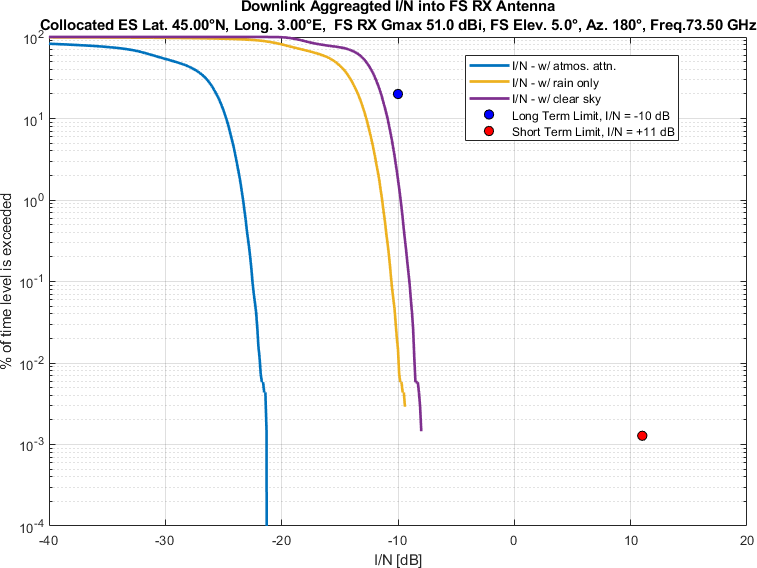 Downlink Aggreagted I/N into FS RX Antenna
Collocated ES Lat. 45.00°N, Long. 3.00°E, FS RX Gmax 51.0 dBi, FS Elev. 5.0°, Az. 180°, Freq.73.50 GHz
I/N - w/ atmos. attn.
I/N - w/ rain only
I/N - w/ clear sky
Long Term Limit, I/N = -10 dB
Short Term Limit, I/N = +11 dB
% of time level is exceeded
10²
10¹
10⁰
10⁻¹
10⁻²
10⁻³
10⁻⁴
-40 -30 -20 -10 0 10 20
I/N [dB]